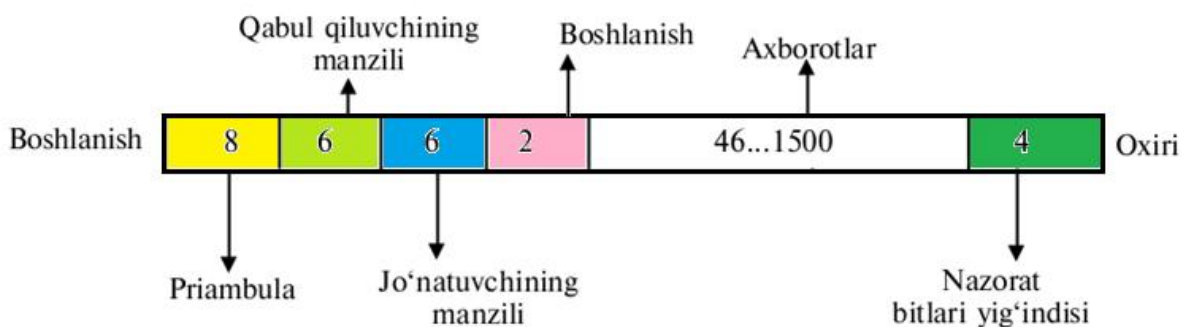 Qabul qiluvchining
manzili
Boshlanish
Axborotlar
Boshlanish
8
6
6
2
46...1500
4
Oxiri
Priambula
Jo‘natuvchining
manzili
Nazorat
bitlari yig‘indisi